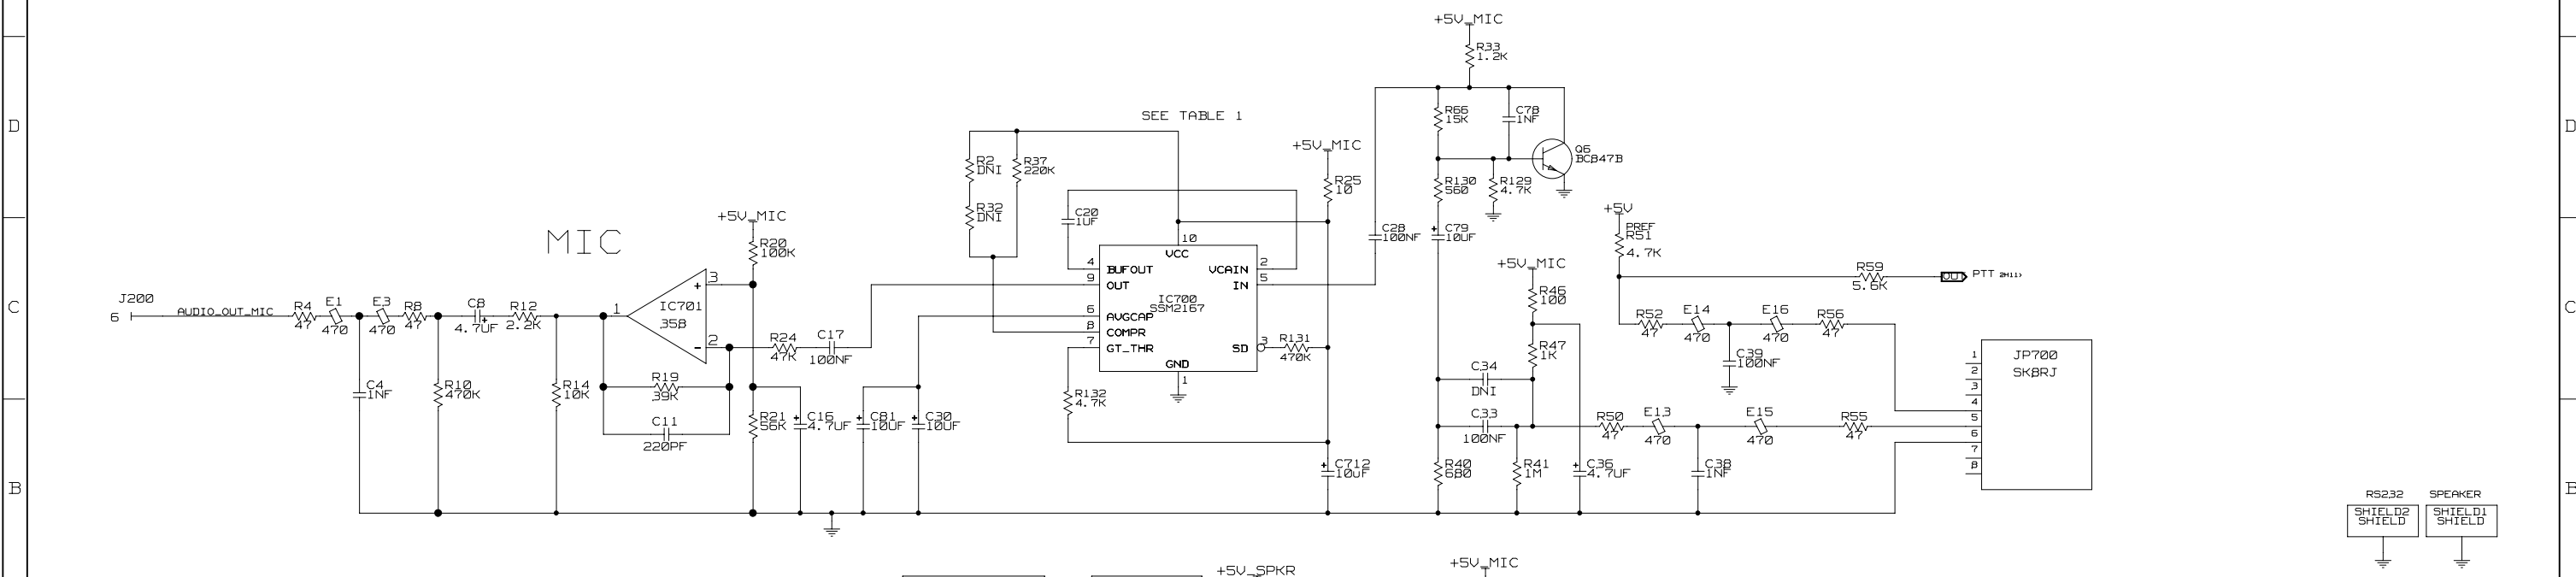 +5V_MIC
R33
1.2K
D
D
SEE TABLE 1
R66
15K
C78
1NF
+5V_MIC
Q6
BC847B
R2
DNI
R37
220K
R25
10
R130
560
R129
4.7K
R32
DNI
C20
1UF
+5V_MIC
+5V
MIC
R20
100K
C28
100NF
C79
10UF
PREF
R51
4.7K
10
VCC
4
BUFOUT
VCAIN
2
9
OUT
IN
5
+5V_MIC
R59
5.6K
OUT
PTT 2H11>
J200
6
AUDIO_OUT_MIC
R4
47
E1
470
E3
470
R8
47
C8
4.7UF
R12
2.2K
1
3
+
IC701
358
2
-
IC700
SSM2167
R46
100
C
C
6
AVGCAP
8
COMPR
7
GT_THR
SD
3
R131
470K
GND
1
R52
47
E14
470
E16
470
R56
47
R24
47K
C17
100NF
R47
1K
C39
100NF
JP700
SK8RJ
1
2
3
4
5
6
7
8
C34
DNI
C4
1NF
R10
470K
R14
10K
R19
39K
C11
220PF
R21
56K
C16
4.7UF
C81
10UF
C30
10UF
R132
4.7K
C33
100NF
R50
47
E13
470
E15
470
R55
47
C712
10uF
R40
680
R41
1M
C36
4.7UF
C38
1NF
B
B
RS232
SPEAKER
SHIELD2
SHIELD
SHIELD1
SHIELD
+5V_SPKR
+5V_MIC